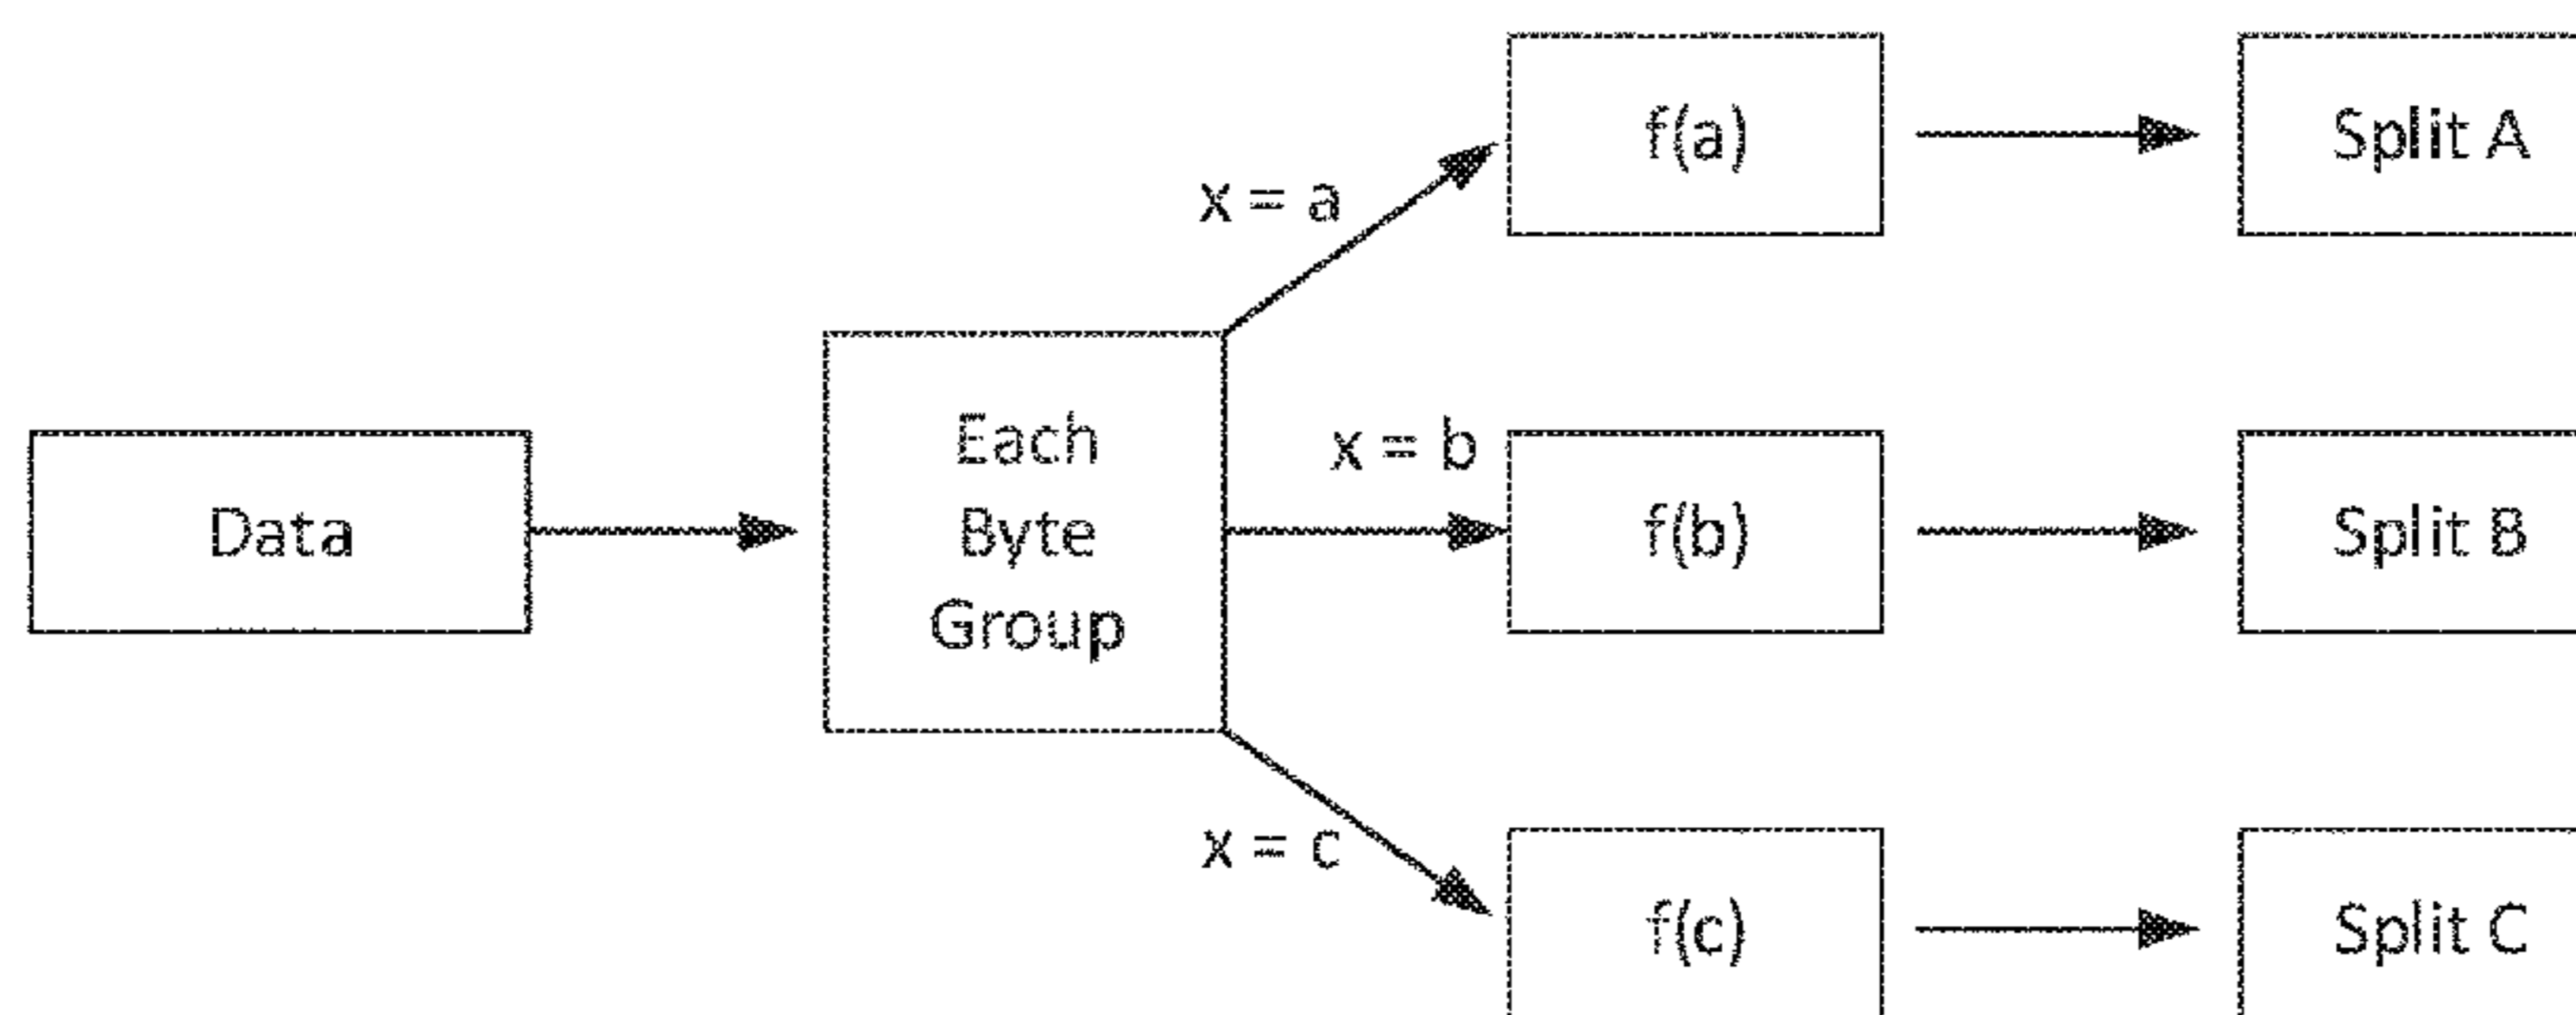 x = a
f(a)
Split A
Data
Each
Byte
Group
x = b
f(b)
Split B
x = c
f(c)
Split C